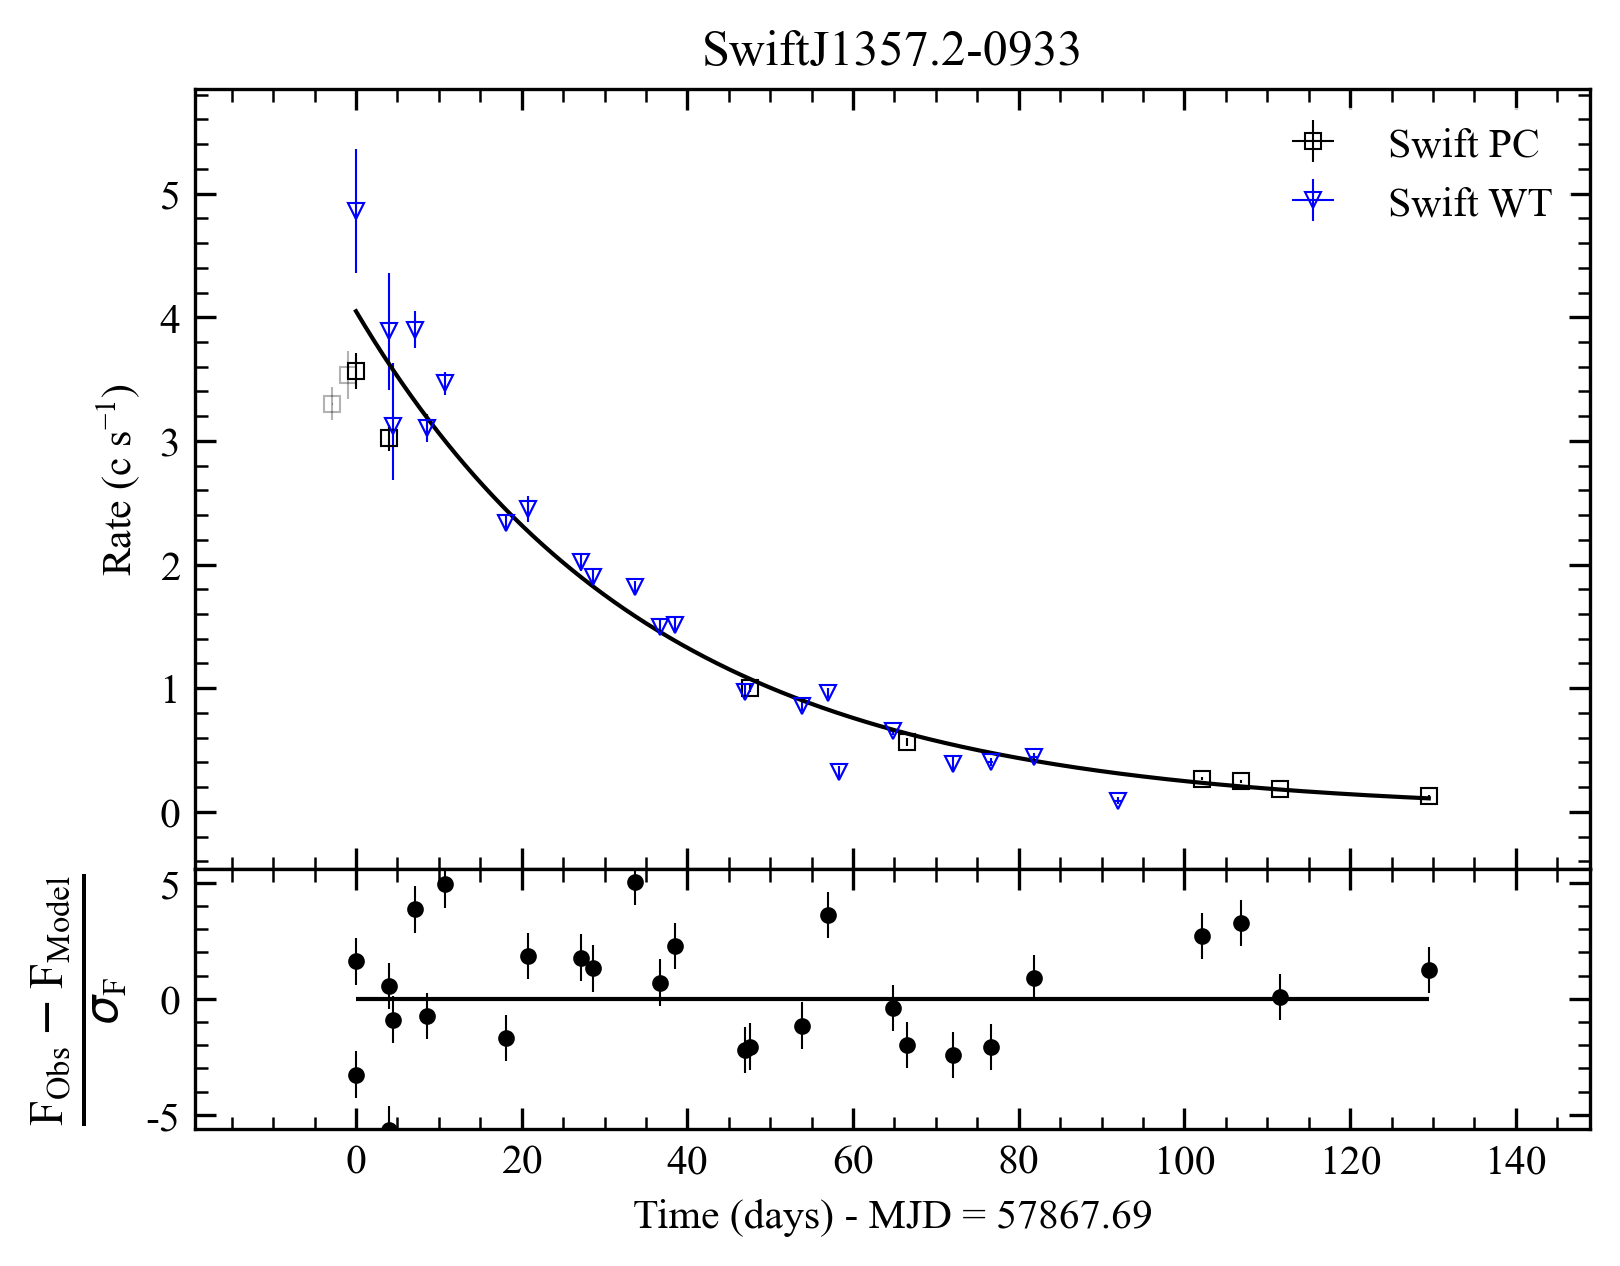 SwiftJ1357.2-0933
Swift PC
Swift WT
5
4
3
2
1
0
Rate (c s⁻¹)
5
0
-5
F_Obs − F_Model
σ_F
0 20 40 60 80 100 120 140
Time (days) - MJD = 57867.69